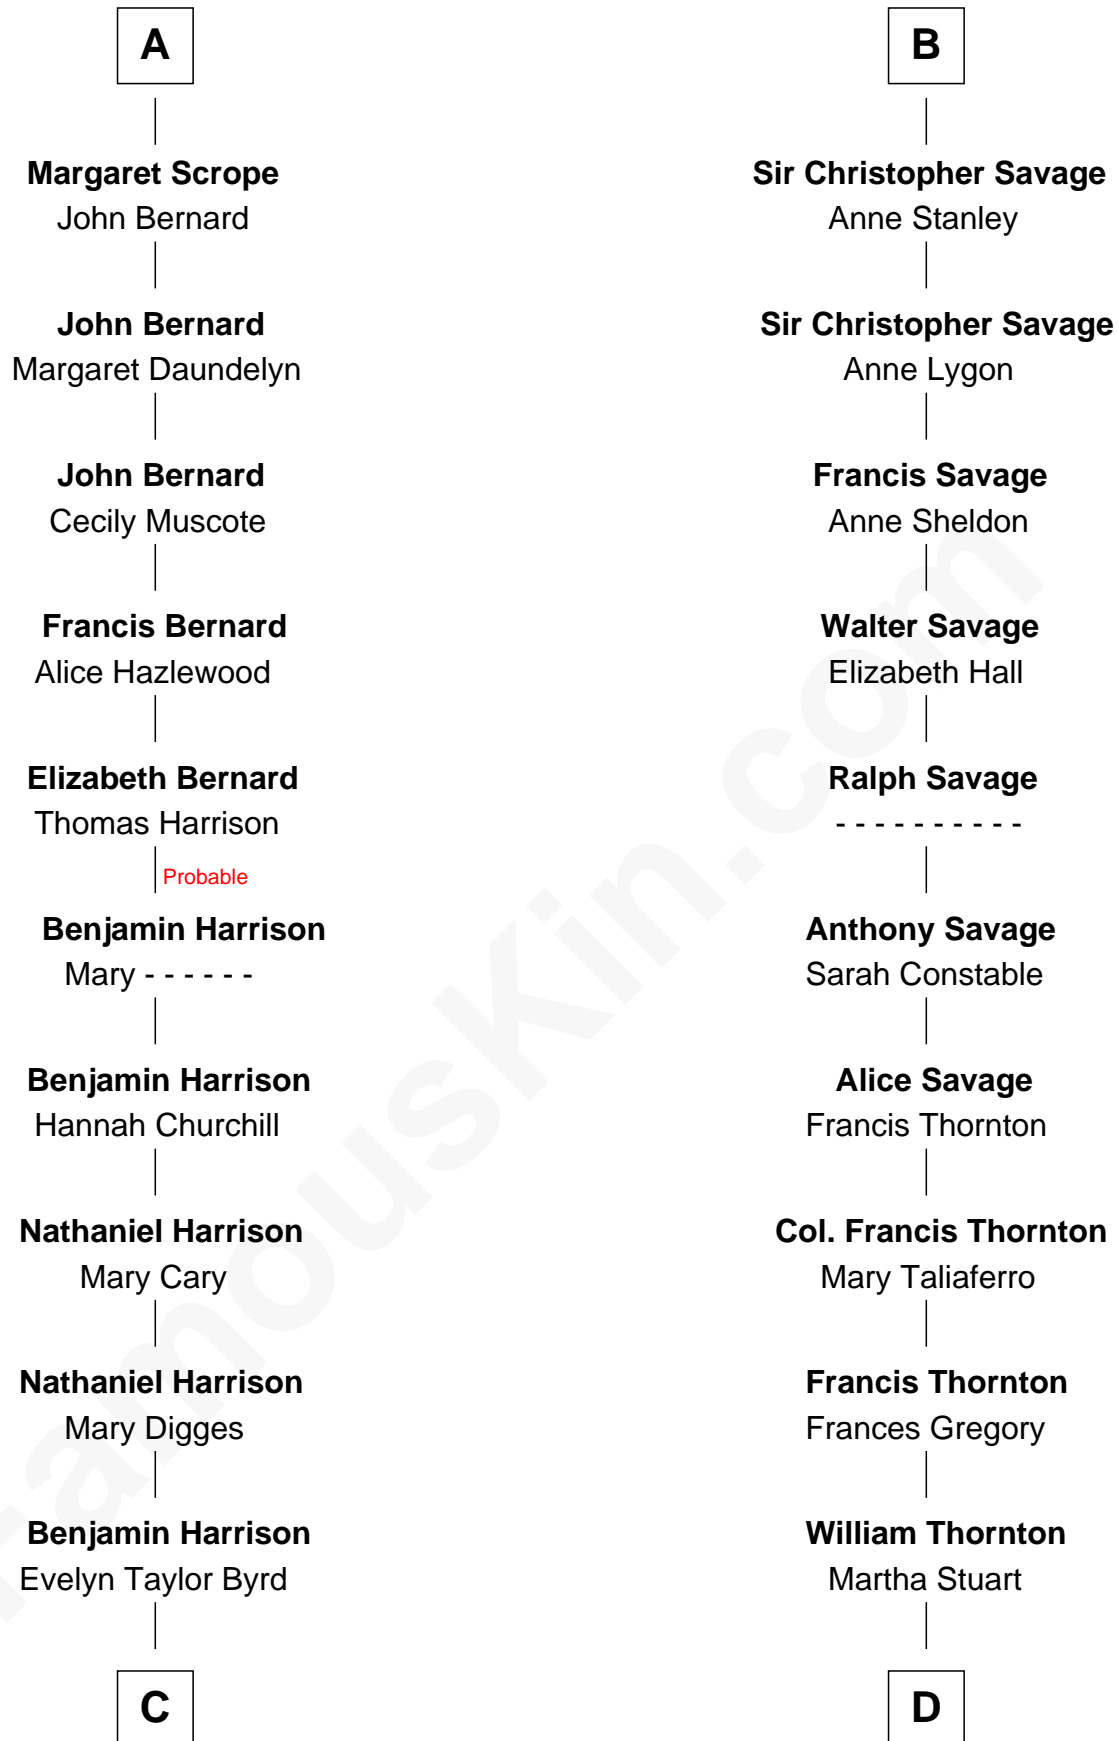 A
Margaret Scrope
John Bernard
John Bernard
Margaret Daundelyn
John Bernard
Cecily Muscote
Francis Bernard
Alice Hazlewood
Elizabeth Bernard
Thomas Harrison
Probable
Benjamin Harrison
Mary - - - - - -
Benjamin Harrison
Hannah Churchill
Nathaniel Harrison
Mary Cary
Nathaniel Harrison
Mary Digges
Benjamin Harrison
Evelyn Taylor Byrd
C
B
Sir Christopher Savage
Anne Stanley
Sir Christopher Savage
Anne Lygon
Francis Savage
Anne Sheldon
Walter Savage
Elizabeth Hall
Ralph Savage
- - - - - - - - - -
Anthony Savage
Sarah Constable
Alice Savage
Francis Thornton
Col. Francis Thornton
Mary Taliaferro
Francis Thornton
Frances Gregory
William Thornton
Martha Stuart
D
FamousKin.com